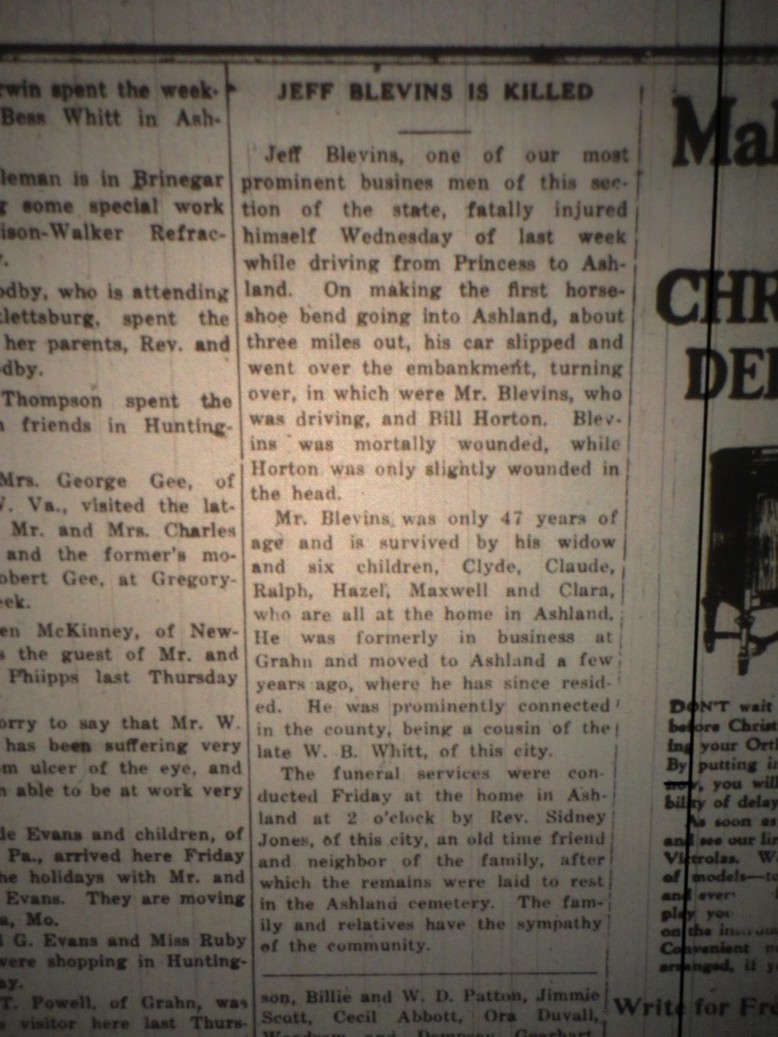 rwin spent the week-
Bess Whitt in Ash-
leman is in Brinegar
some special work
ison-Walker Refrac-
y.
odby, who is attending
tlettsburg, spent the
her parents, Rev. and
dby.
Thompson spent the
friends in Hunting-
Mrs. George Gee, of
V. Va., visited the lat-
Mr. and Mrs. Charles
and the former's mo-
obert Gee, at Gregory-
eek.
en McKinney, of New-
s the guest of Mr. and
Phiipps last Thursday
orry to say that Mr. W.
has been suffering very
m ulcer of the eye, and
n able to be at work very
de Evans and children, of
Pa., arrived here Friday
he holidays with Mr. and
Evans. They are moving
a, Mo.
G. Evans and Miss Ruby
were shopping in Hunting-
ay.
T. Powell, of Grahn, was
s visitor here last Thurs-
JEFF BLEVINS IS KILLED
Jeff Blevins, one of our most
prominent busines men of this sec-
tion of the state, fatally injured
himself Wednesday of last week
while driving from Princess to Ash-
land. On making the first horse-
shoe bend going into Ashland, about
three miles out, his car slipped and
went over the embankment, turning
over, in which were Mr. Blevins, who
was driving, and Bill Horton. Blev-
ins was mortally wounded, while
Horton was only slightly wounded in
the head.
Mr. Blevins was only 47 years of
age and is survived by his widow
and six children, Clyde, Claude,
Ralph, Hazel, Maxwell and Clara,
who are all at the home in Ashland.
He was formerly in business at
Grahn and moved to Ashland a few
years ago, where he has since resid-
ed. He was prominently connected
in the county, being a cousin of the
late W. B. Whitt, of this city.
The funeral services were con-
ducted Friday at the home in Ash-
land at 2 o'clock by Rev. Sidney
Jones, of this city, an old time friend
and neighbor of the family, after
which the remains were laid to rest
in the Ashland cemetery. The fam-
ily and relatives have the sympathy
of the community.
son, Billie and W. D. Patton, Jimmie
Scott, Cecil Abbott, Ora Duvall,
Mal
CHR
DEL
DON'T wait
before Christ
ing your Ort
By putting i
now, you will
bility of delay
As soon as
and see our li
Victrolas. W
of models—to
and ever
play you
on the
Convenient
arranged, if y
Write for Fre